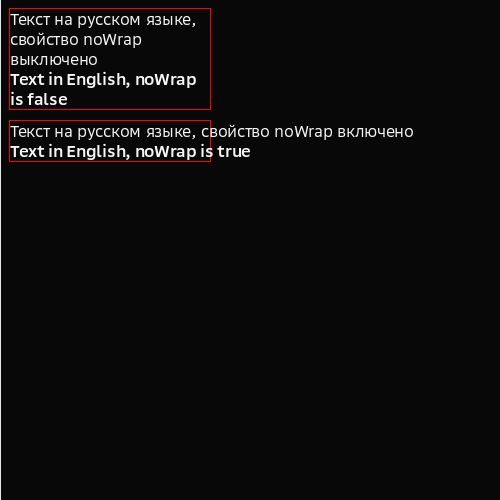 Текст на русском языке,
свойство noWrap
выключено
Text in English, noWrap
is false
Текст на русском языке, свойство noWrap включено
Text in English, noWrap is true